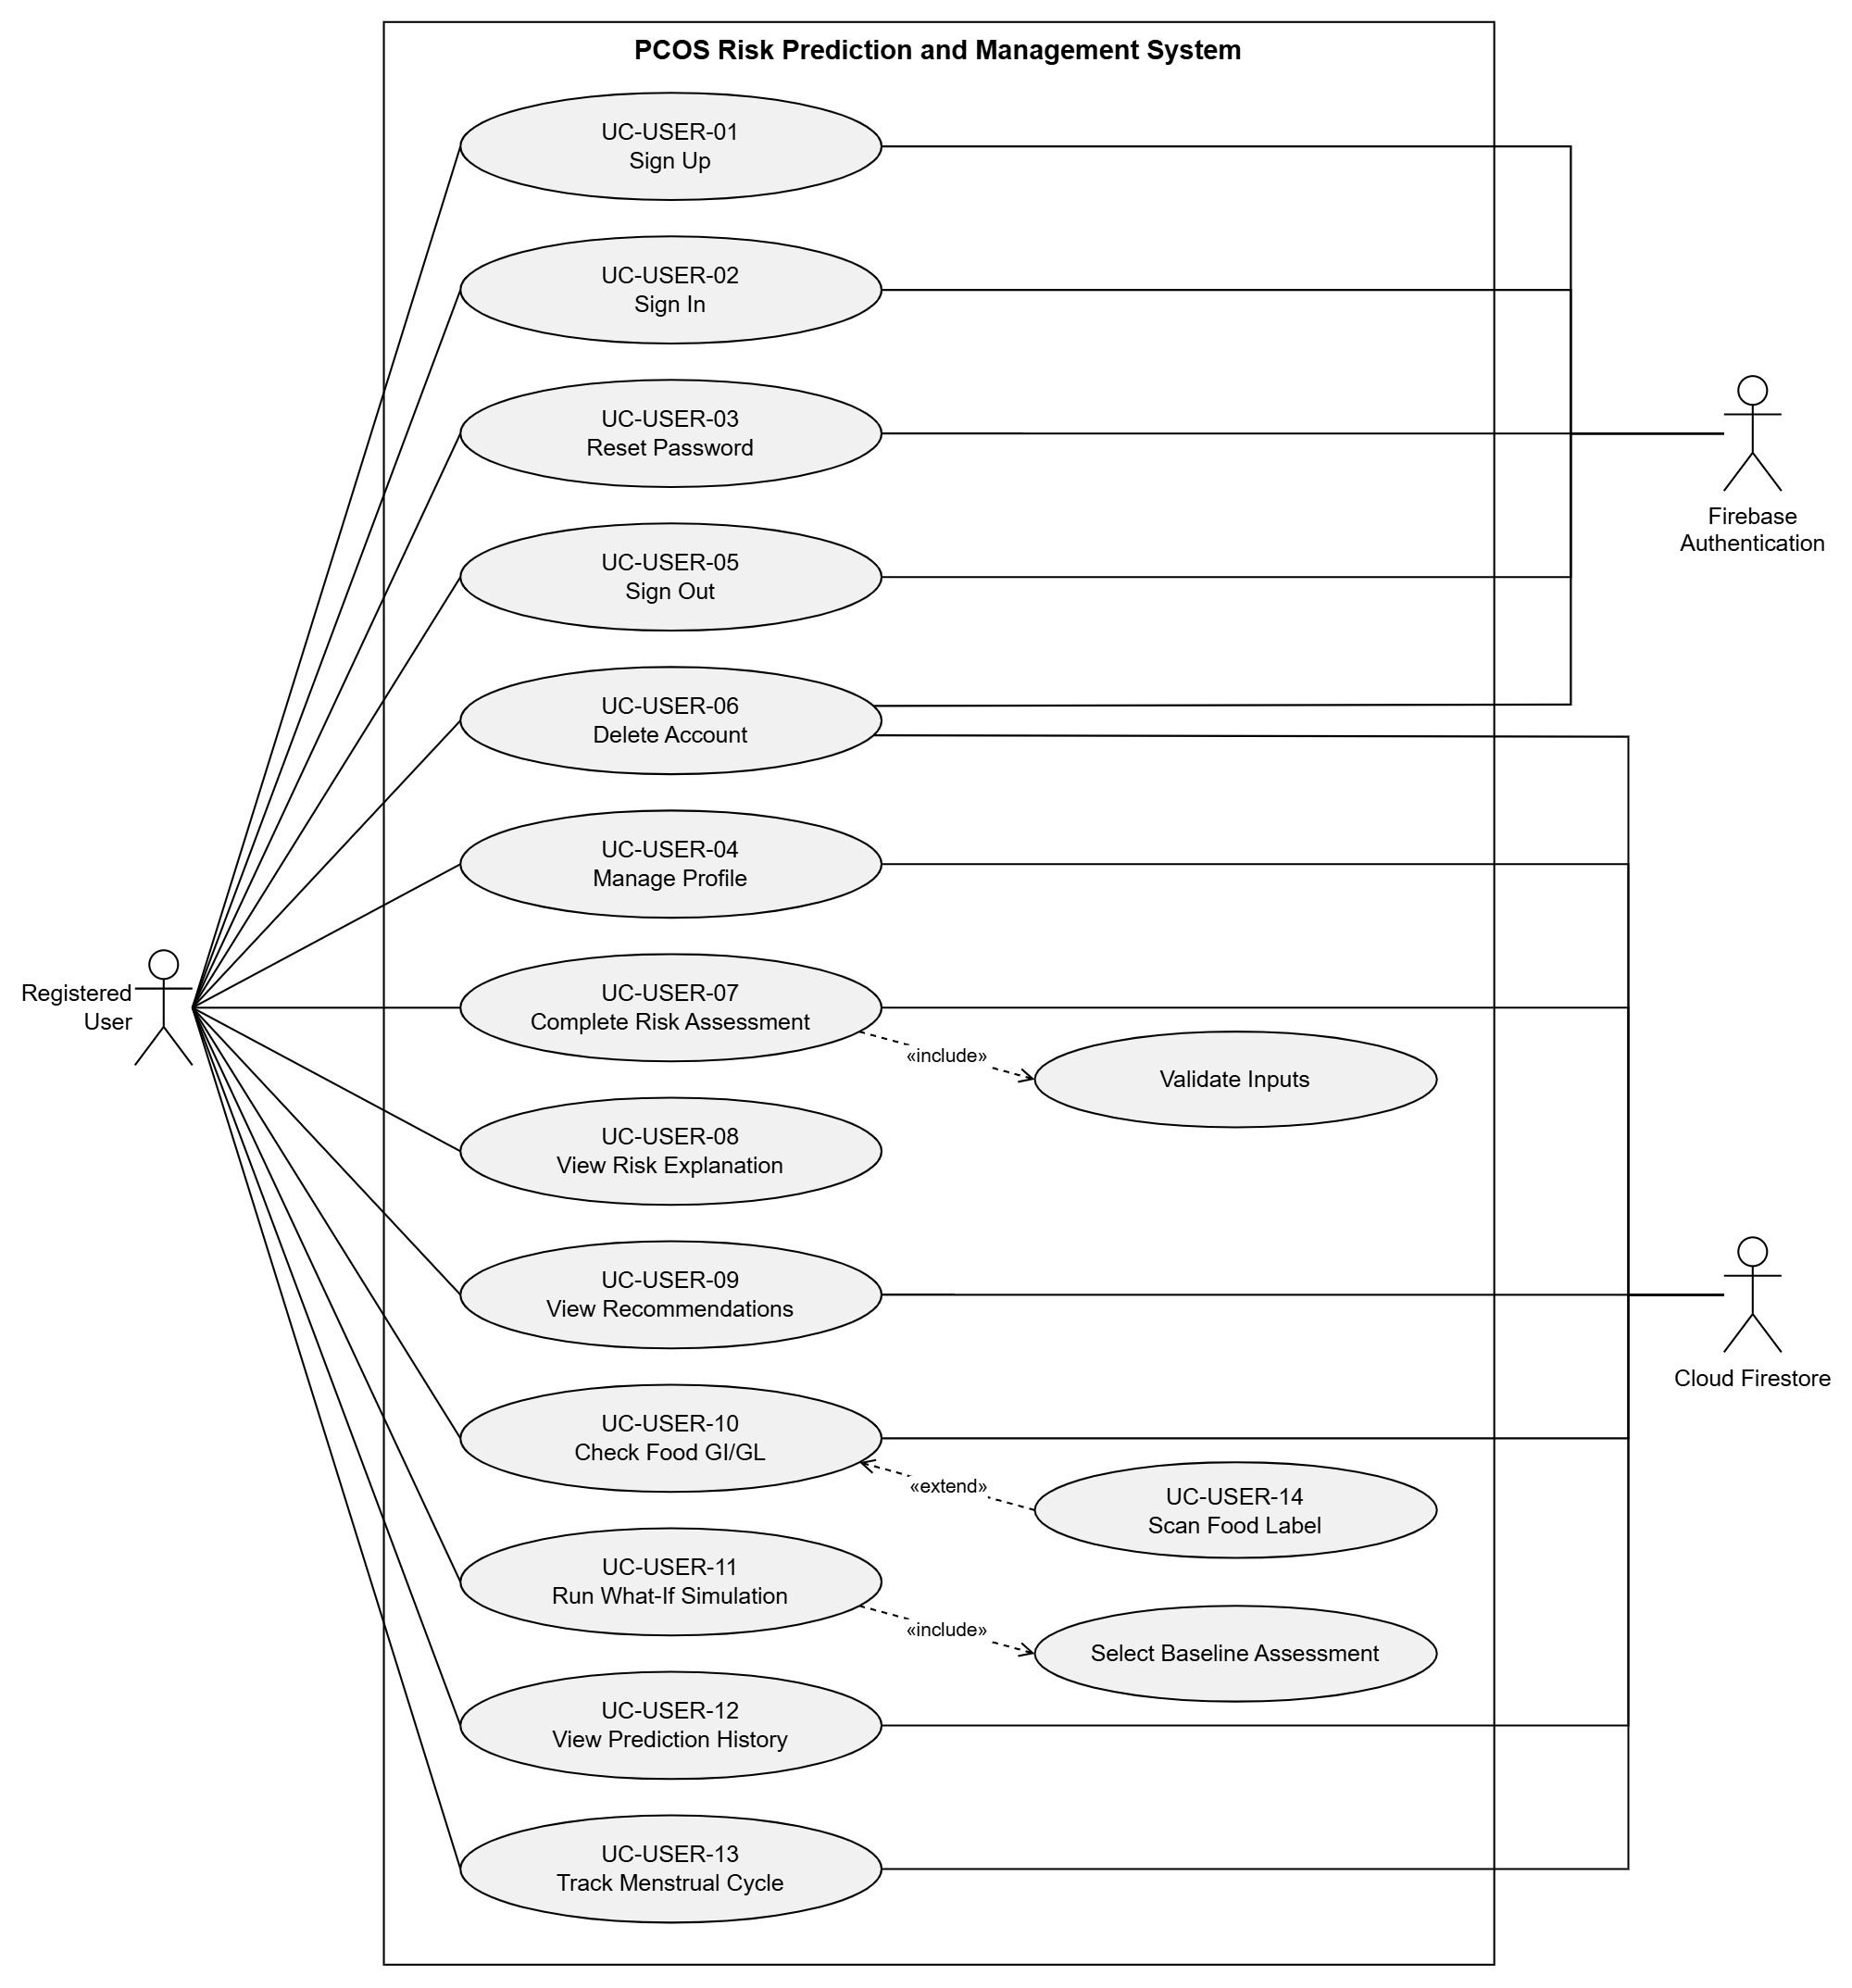 PCOS Risk Prediction and Management System
UC-USER-01
Sign Up
UC-USER-02
Sign In
UC-USER-03
Reset Password
UC-USER-05
Sign Out
Firebase
Authentication
UC-USER-06
Delete Account
UC-USER-04
Manage Profile
Registered
User
UC-USER-07
Complete Risk Assessment
«include»
Validate Inputs
UC-USER-08
View Risk Explanation
UC-USER-09
View Recommendations
Cloud Firestore
UC-USER-10
Check Food GI/GL
«extend»
UC-USER-14
Scan Food Label
UC-USER-11
Run What-If Simulation
«include»
Select Baseline Assessment
UC-USER-12
View Prediction History
UC-USER-13
Track Menstrual Cycle